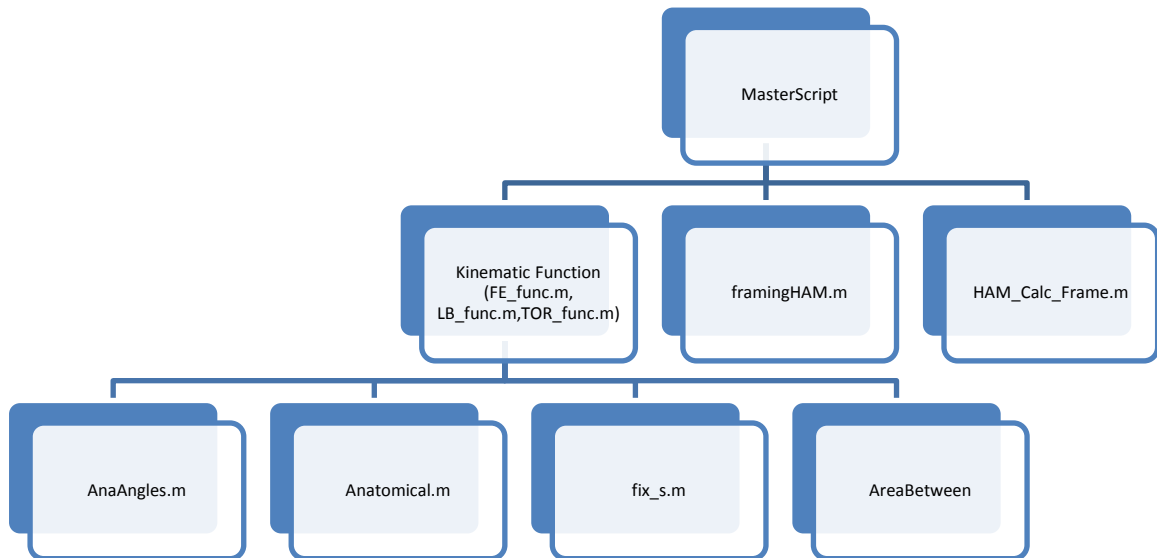 MasterScript
Kinematic Function
(FE_func.m,
LB_func.m,TOR_func.m)
framingHAM.m
HAM_Calc_Frame.m
AnaAngles.m
Anatomical.m
fix_s.m
AreaBetween